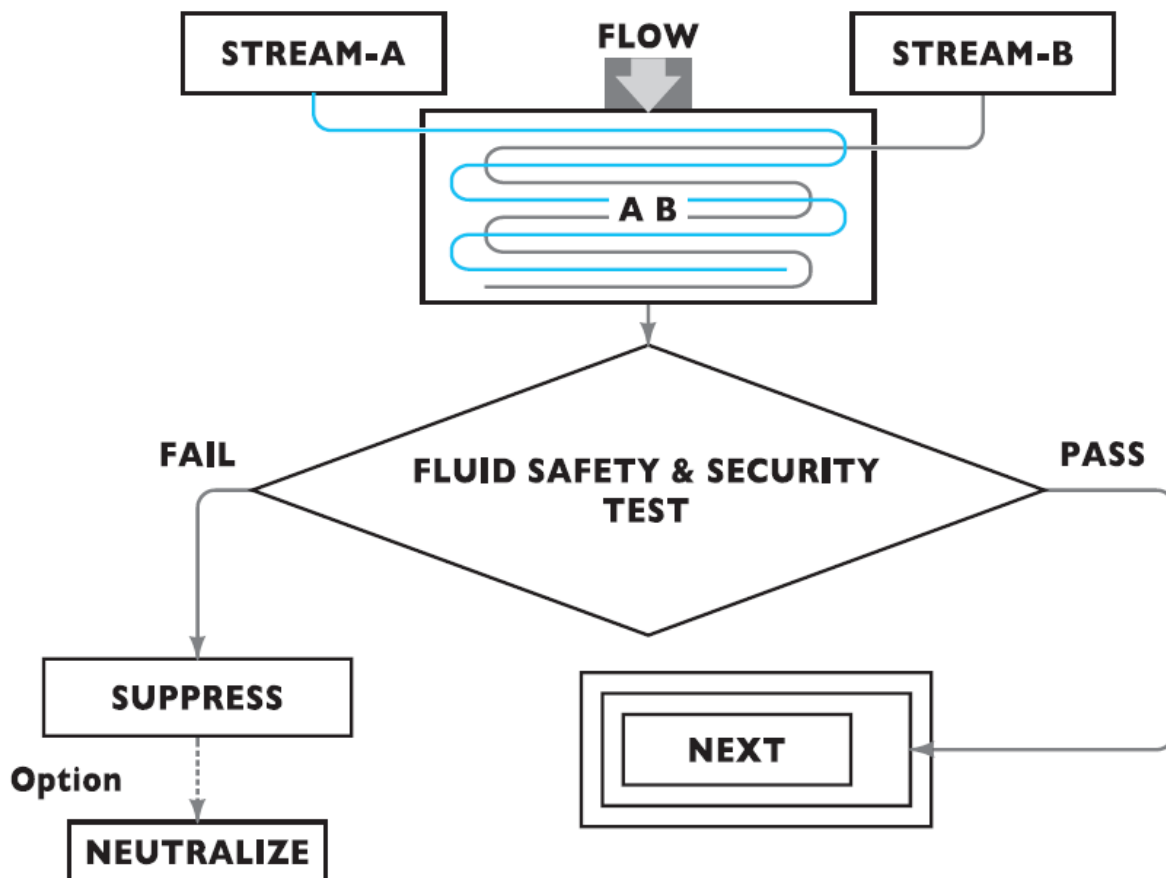 STREAM-A
FLOW
STREAM-B
A B
FAIL
FLUID SAFETY & SECURITY
TEST
PASS
SUPPRESS
NEXT
Option
NEUTRALIZE